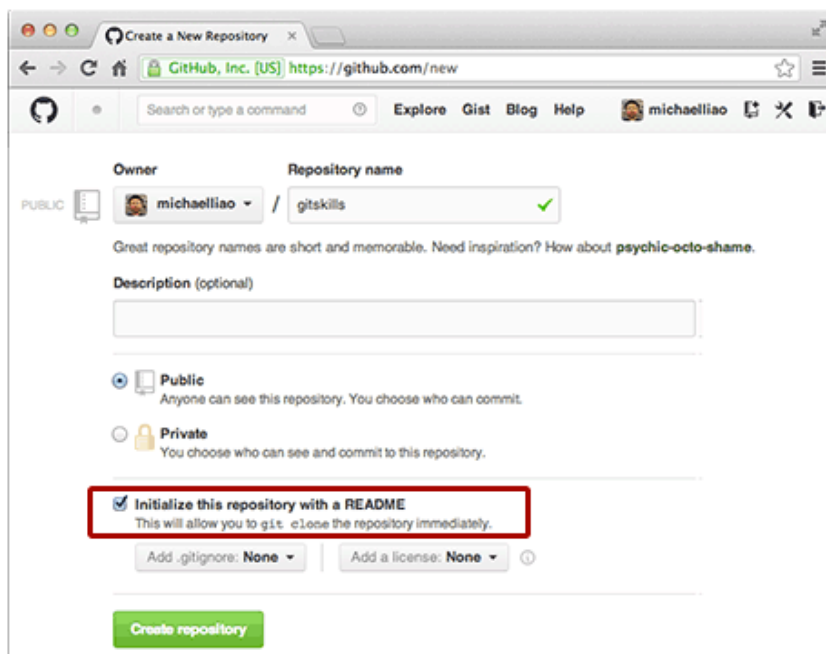 Create a New Repository
GitHub, Inc. [US] https://github.com/new
Search or type a command Explore Gist Blog Help michaelliao
Owner Repository name
PUBLIC michaelliao / gitskills
Great repository names are short and memorable. Need inspiration? How about psychic-octo-shame.
Description (optional)
Public
Anyone can see this repository. You choose who can commit.
Private
You choose who can see and commit to this repository.
Initialize this repository with a README
This will allow you to git clone the repository immediately.
Add .gitignore: None Add a license: None
Create repository